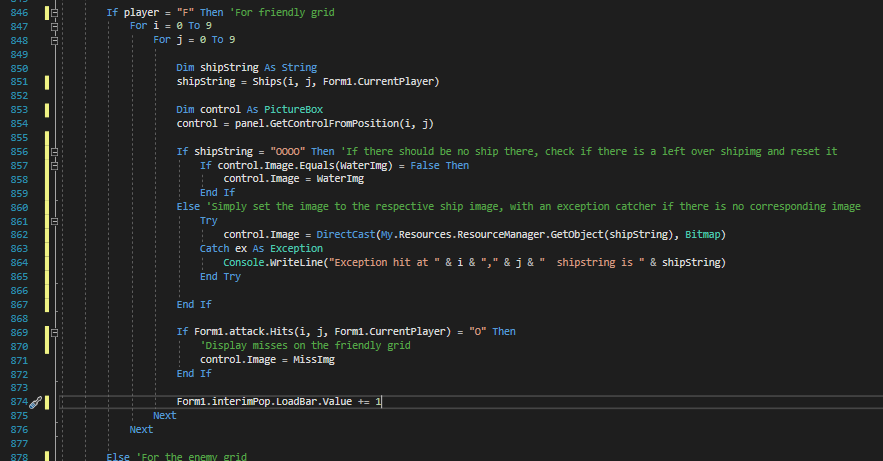 846 If player = "F" Then 'For friendly grid
847 For i = 0 To 9
848 For j = 0 To 9
849
850 Dim shipString As String
851 shipString = Ships(i, j, Form1.CurrentPlayer)
852
853 Dim control As PictureBox
854 control = panel.GetControlFromPosition(i, j)
855
856 If shipString = "OOOO" Then 'If there should be no ship there, check if there is a left over shipimg and reset it
857 If control.Image.Equals(WaterImg) = False Then
858 control.Image = WaterImg
859 End If
860 Else 'Simply set the image to the respective ship image, with an exception catcher if there is no corresponding image
861 Try
862 control.Image = DirectCast(My.Resources.ResourceManager.GetObject(shipString), Bitmap)
863 Catch ex As Exception
864 Console.WriteLine("Exception hit at " & i & "," & j & "  shipstring is " & shipString)
865 End Try
866
867 End If
868
869 If Form1.attack.Hits(i, j, Form1.CurrentPlayer) = "O" Then
870 'Display misses on the friendly grid
871 control.Image = MissImg
872 End If
873
874 Form1.interimPop.LoadBar.Value += 1
875 Next
876 Next
877
878 Else 'For the enemy grid